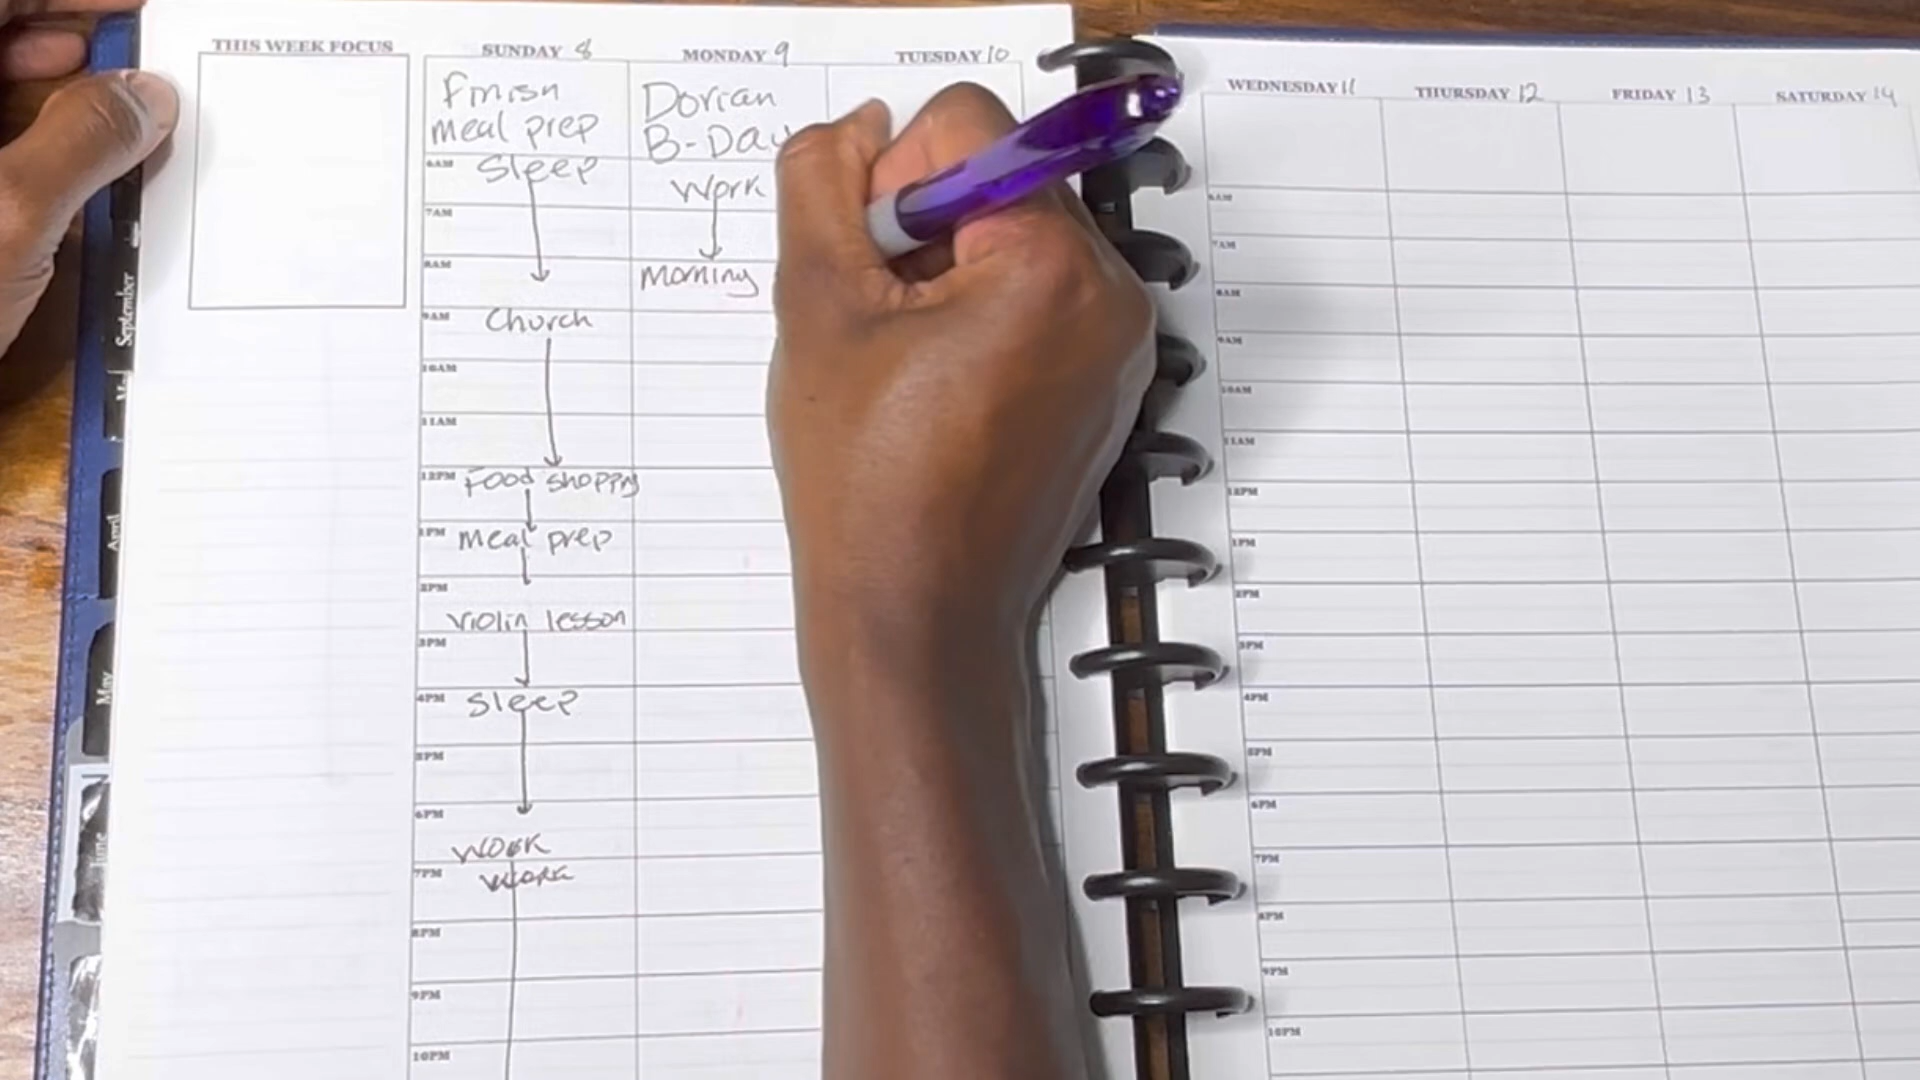 THIS WEEK FOCUS
SUNDAY 8
MONDAY 9
TUESDAY 10
WEDNESDAY 11
THURSDAY 12
FRIDAY 13
SATURDAY 14
Finish
meal prep
6AM Sleep
7AM
8AM
9AM Church
10AM
11AM
12PM Food shopping
1PM meal prep
2PM
violin lesson
3PM
4PM Sleep
5PM
6PM
WORK
7PM WORK
8PM
9PM
10PM
Dorian
B-Day
Work
Morning
6AM
7AM
8AM
9AM
10AM
11AM
12PM
1PM
2PM
3PM
4PM
5PM
6PM
7PM
8PM
9PM
10PM
September
April
May
June